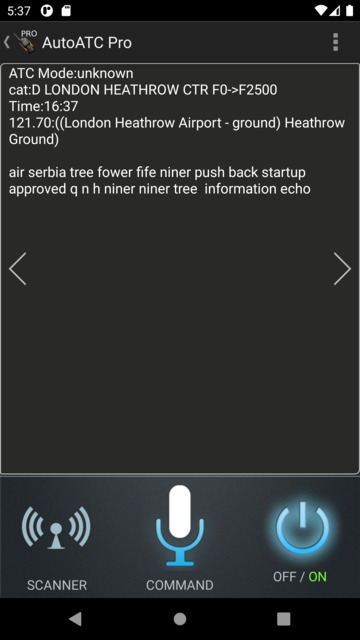 5:37
PRO
AutoATC Pro
ATC Mode:unknown
cat:D LONDON HEATHROW CTR F0->F2500
Time:16:37
121.70:((London Heathrow Airport - ground) Heathrow
Ground)
air serbia tree fower fife niner push back startup
approved q n h niner niner tree  information echo
SCANNER
COMMAND
OFF / ON